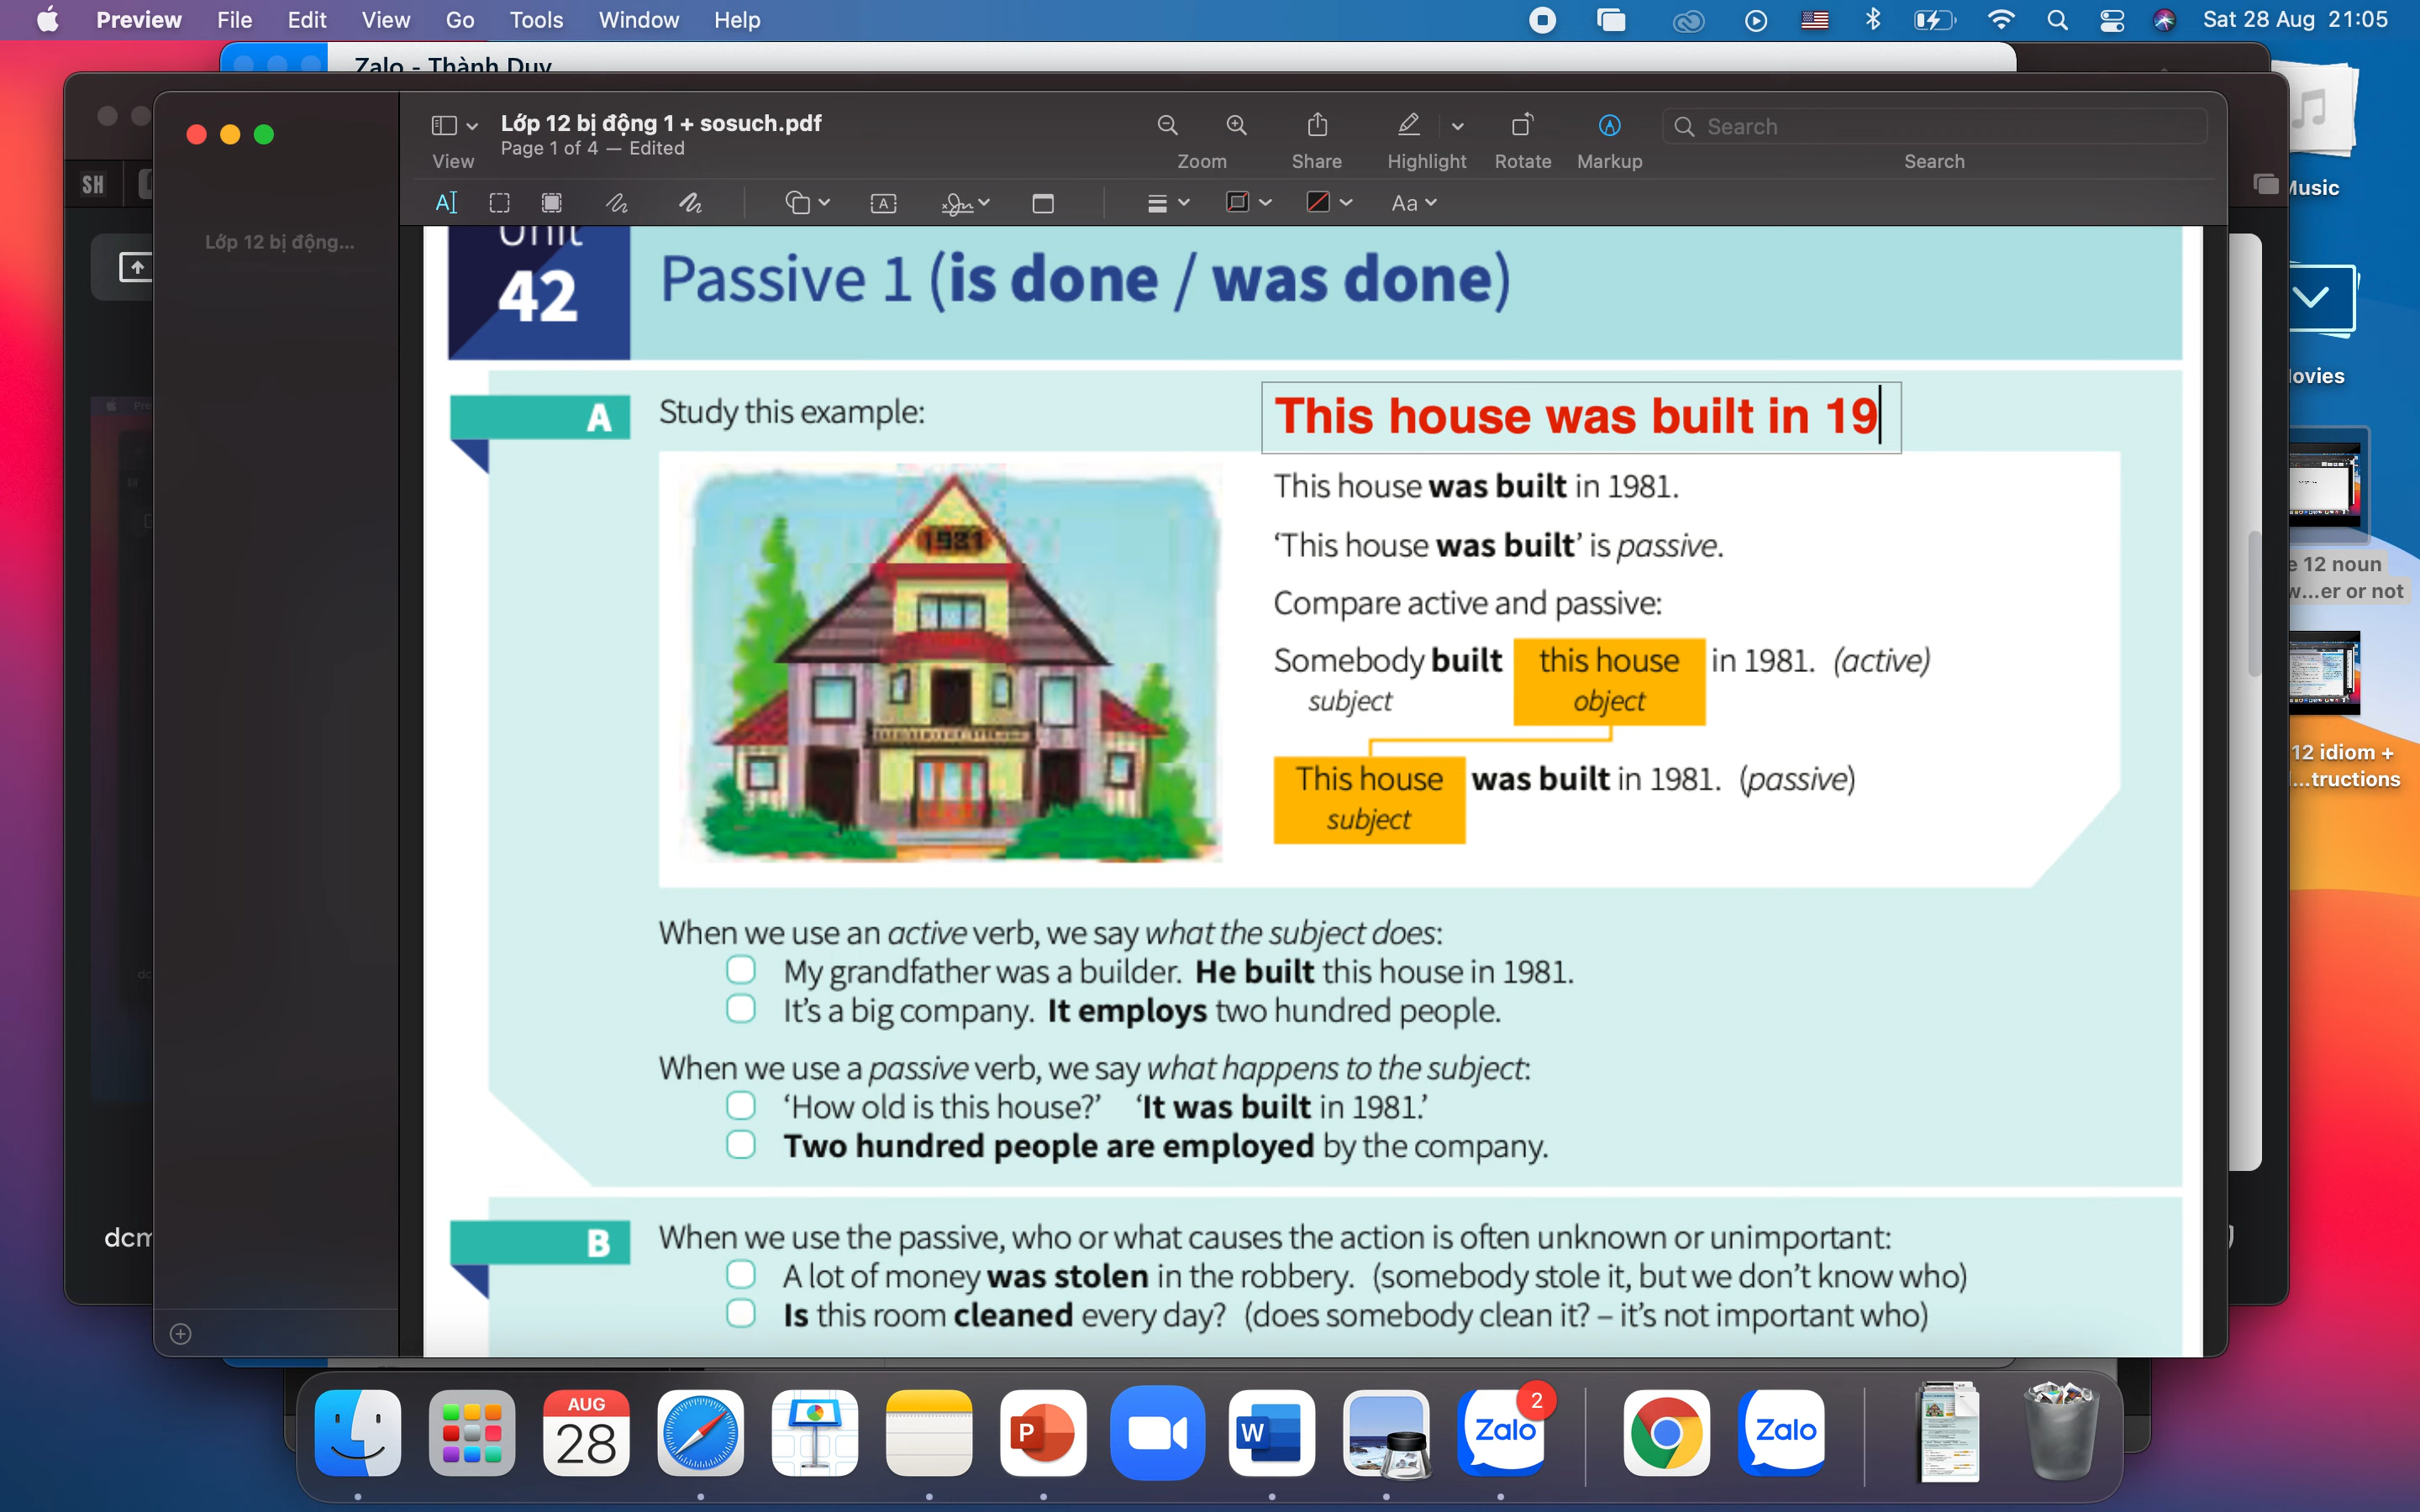 Preview File Edit View Go Tools Window Help
Sat 28 Aug 21:05
Zalo - Thành Duy
Lớp 12 bị động 1 + sosuch.pdf
Page 1 of 4 — Edited
View
Zoom
Share
Highlight
Rotate
Markup
Search
Search
SH
A
Aa
Lớp 12 bị động...
Unit
42
Passive 1 (is done / was done)
A
Study this example:
This house was built in 19
1981
This house was built in 1981.
‘This house was built’ is passive.
Compare active and passive:
Somebody built this house in 1981. (active)
subject object
This house was built in 1981. (passive)
subject
When we use an active verb, we say what the subject does:
My grandfather was a builder. He built this house in 1981.
It’s a big company. It employs two hundred people.
When we use a passive verb, we say what happens to the subject:
‘How old is this house?’ ‘It was built in 1981.’
Two hundred people are employed by the company.
B
When we use the passive, who or what causes the action is often unknown or unimportant:
A lot of money was stolen in the robbery. (somebody stole it, but we don’t know who)
Is this room cleaned every day? (does somebody clean it? – it’s not important who)
dcm
Music
ovies
e 12 noun
w...er or not
12 idiom +
...tructions
AUG
28
P
W
Zalo
2
Zalo